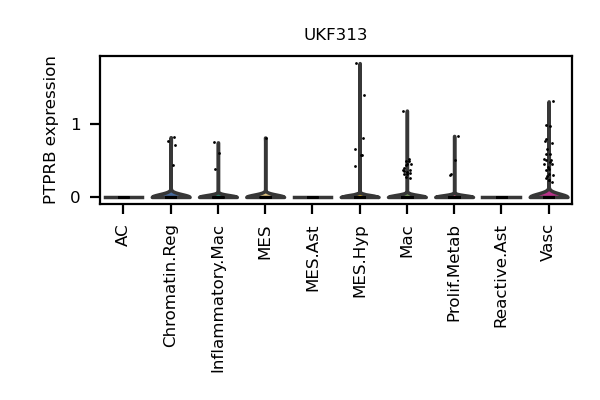 UKF313
PTPRB expression
1
0
AC
Chromatin.Reg
Inflammatory.Mac
MES
MES.Ast
MES.Hyp
Mac
Prolif.Metab
Reactive.Ast
Vasc